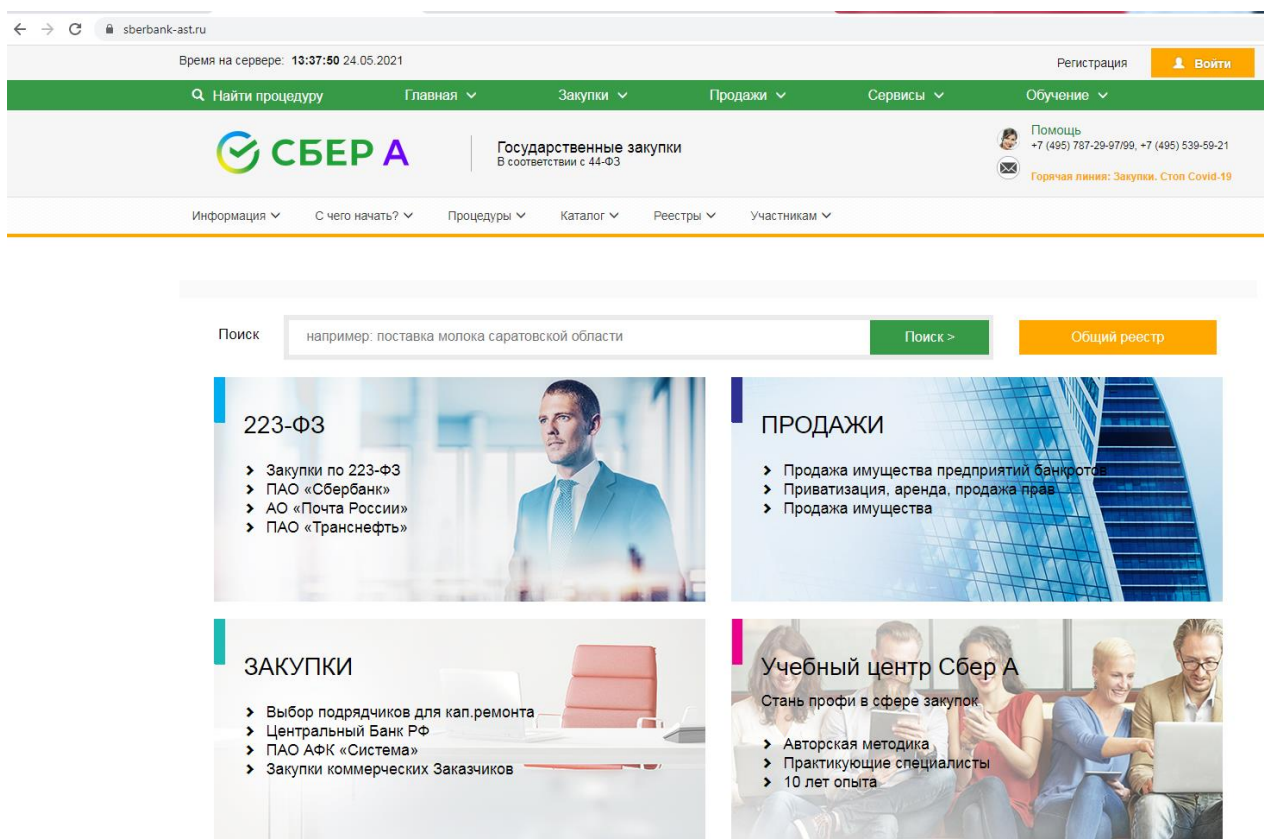 sberbank-ast.ru
Время на сервере: 13:37:50 24.05.2021
Регистрация
Войти
Найти процедуру
Главная
Закупки
Продажи
Сервисы
Обучение
СБЕР А
Государственные закупки
В соответствии с 44-ФЗ
Помощь
+7 (495) 787-29-97/99, +7 (495) 539-59-21
Горячая линия: Закупки. Стоп Covid-19
Информация
С чего начать?
Процедуры
Каталог
Реестры
Участникам
Поиск
например: поставка молока саратовской области
Поиск >
Общий реестр
223-ФЗ
Закупки по 223-ФЗ
ПАО «Сбербанк»
АО «Почта России»
ПАО «Транснефть»
ПРОДАЖИ
Продажа имущества предприятий банкротов
Приватизация, аренда, продажа прав
Продажа имущества
ЗАКУПКИ
Выбор подрядчиков для кап.ремонта
Центральный Банк РФ
ПАО АФК «Система»
Закупки коммерческих Заказчиков
Учебный центр Сбер А
Стань профи в сфере закупок
Авторская методика
Практикующие специалисты
10 лет опыта